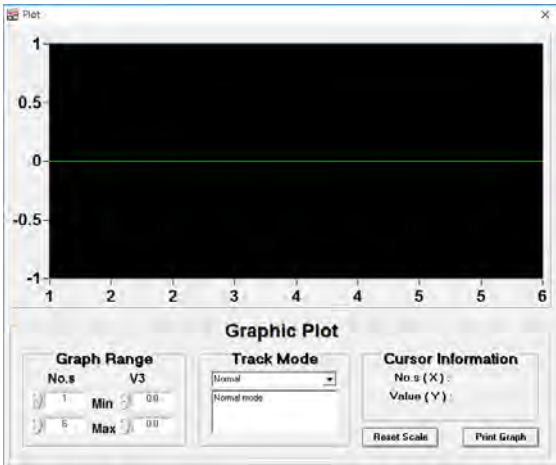 Plot
1
0.5
0
-0.5
-1
1 2 2 3 4 4 5 5 6
Graphic Plot
Graph Range
No.s V3
1 Min 0.0
6 Max 0.0
Track Mode
Normal
Normal mode
Cursor Information
No.s (X) :
Value (Y) :
Reset Scale Print Graph